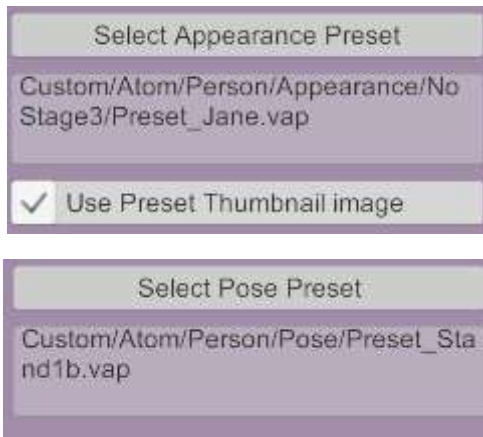 Select Appearance Preset
Custom/Atom/Person/Appearance/No
Stage3/Preset_Jane.vap
Use Preset Thumbnail image
Select Pose Preset
Custom/Atom/Person/Pose/Preset_Sta
nd1b.vap